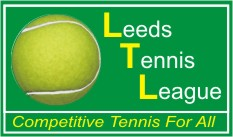 Leeds
Tennis
League
Competitive Tennis For All